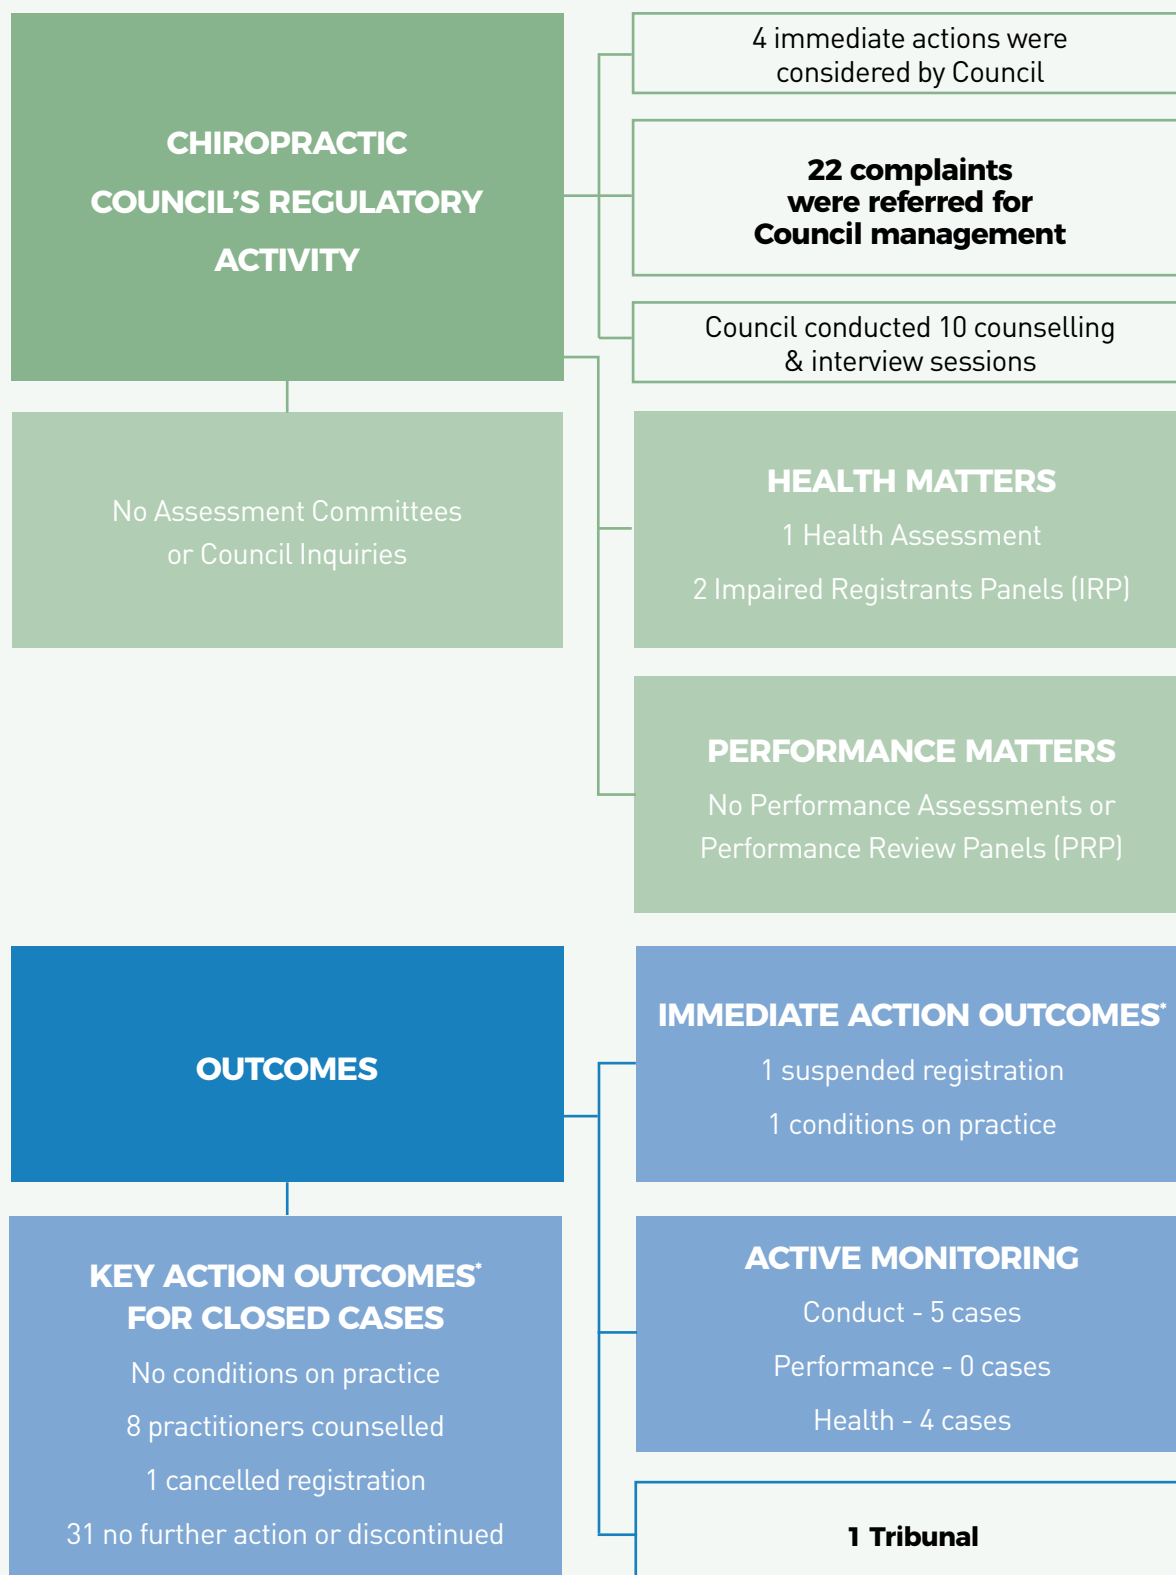 CHIROPRACTIC
COUNCIL'S REGULATORY
ACTIVITY
4 immediate actions were
considered by Council
22 complaints
were referred for
Council management
Council conducted 10 counselling
& interview sessions
No Assessment Committees
or Council Inquiries
HEALTH MATTERS
1 Health Assessment
2 Impaired Registrants Panels (IRP)
PERFORMANCE MATTERS
No Performance Assessments or
Performance Review Panels (PRP)
OUTCOMES
IMMEDIATE ACTION OUTCOMES*
1 suspended registration
1 conditions on practice
KEY ACTION OUTCOMES*
FOR CLOSED CASES
No conditions on practice
8 practitioners counselled
1 cancelled registration
31 no further action or discontinued
ACTIVE MONITORING
Conduct - 5 cases
Performance - 0 cases
Health - 4 cases
1 Tribunal